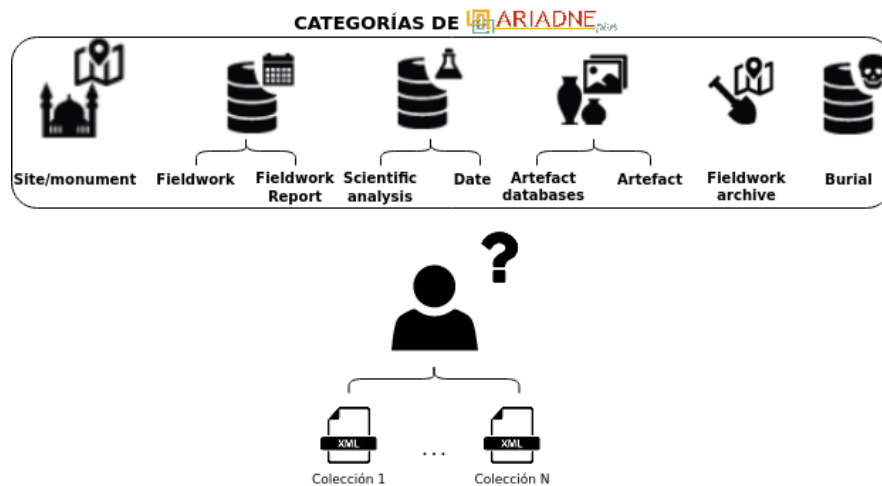 CATEGORÍAS DE ARIADNE plus
Site/monument
Fieldwork
Fieldwork
Report
Scientific
analysis
Date
Artefact
databases
Artefact
Fieldwork
archive
Burial
?
XML
...
XML
Colección 1
Colección N